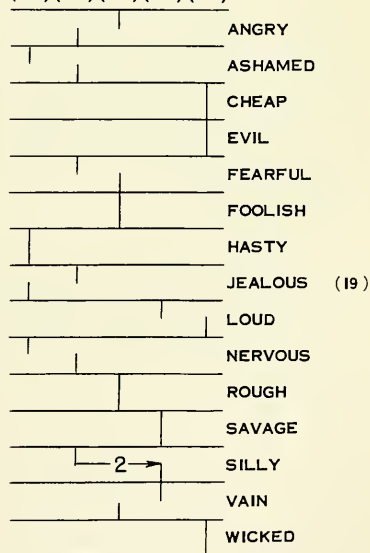 ANGRY
ASHAMED
CHEAP
EVIL
FEARFUL
FOOLISH
HASTY
JEALOUS (19)
LOUD
NERVOUS
ROUGH
SAVAGE
2 SILLY
VAIN
WICKED